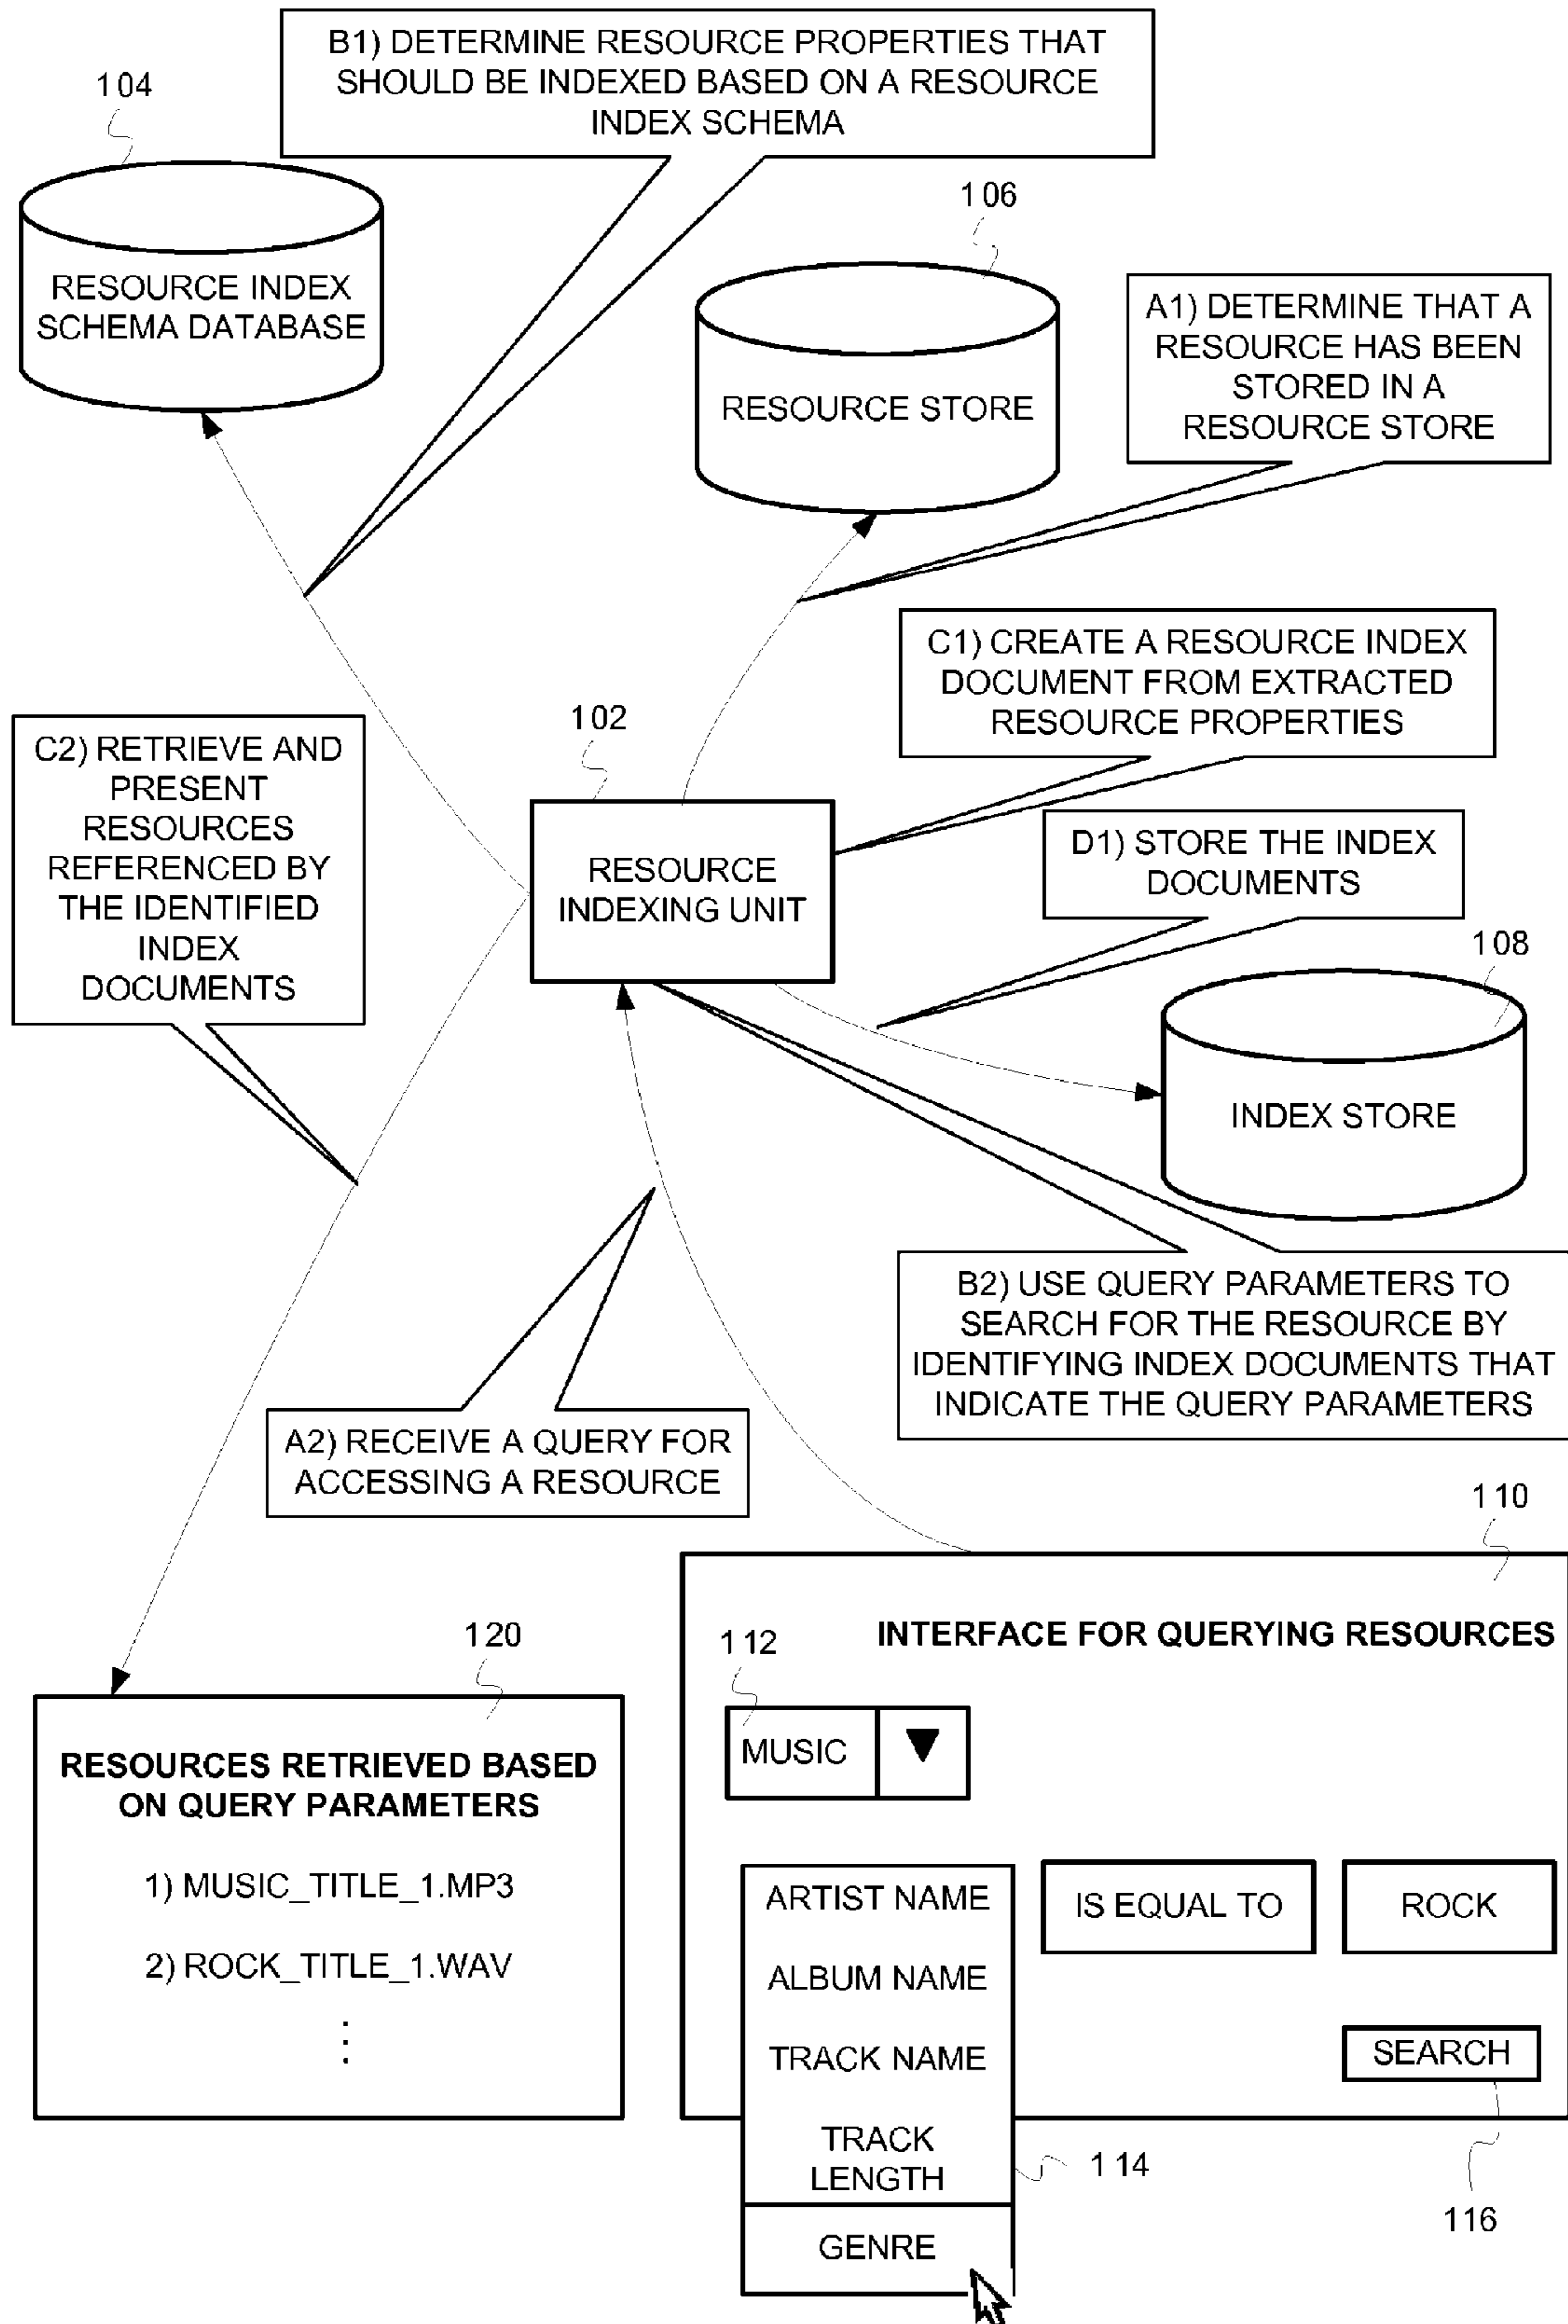 B1) DETERMINE RESOURCE PROPERTIES THAT
SHOULD BE INDEXED BASED ON A RESOURCE
INDEX SCHEMA
104
RESOURCE INDEX
SCHEMA DATABASE
106
RESOURCE STORE
A1) DETERMINE THAT A
RESOURCE HAS BEEN
STORED IN A
RESOURCE STORE
C1) CREATE A RESOURCE INDEX
DOCUMENT FROM EXTRACTED
RESOURCE PROPERTIES
C2) RETRIEVE AND
PRESENT
RESOURCES
REFERENCED BY
THE IDENTIFIED
INDEX
DOCUMENTS
102
RESOURCE
INDEXING UNIT
D1) STORE THE INDEX
DOCUMENTS
108
INDEX STORE
B2) USE QUERY PARAMETERS TO
SEARCH FOR THE RESOURCE BY
IDENTIFYING INDEX DOCUMENTS THAT
INDICATE THE QUERY PARAMETERS
A2) RECEIVE A QUERY FOR
ACCESSING A RESOURCE
110
INTERFACE FOR QUERYING RESOURCES
112
MUSIC
120
RESOURCES RETRIEVED BASED
ON QUERY PARAMETERS
1) MUSIC_TITLE_1.MP3
2) ROCK_TITLE_1.WAV
ARTIST NAME
ALBUM NAME
TRACK NAME
TRACK
LENGTH
GENRE
IS EQUAL TO
ROCK
SEARCH
114
116